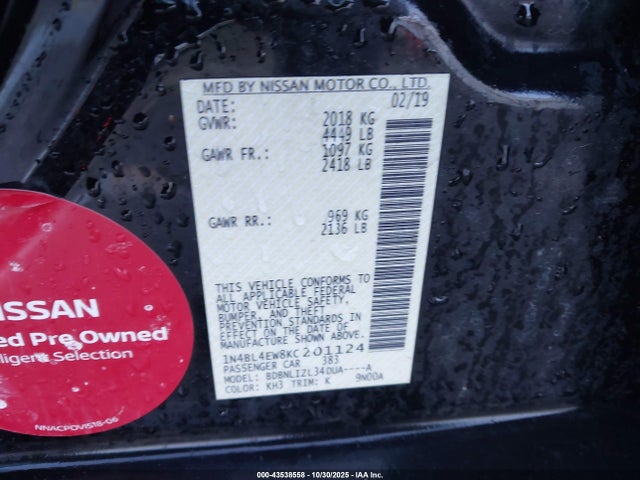 MFD BY NISSAN MOTOR CO., LTD.
DATE: 02/19
GVWR: 2018 KG
4449 LB
GAWR FR.: 1097 KG
2418 LB
GAWR RR.: 969 KG
2136 LB
THIS VEHICLE CONFORMS TO
ALL APPLICABLE FEDERAL
MOTOR VEHICLE SAFETY,
BUMPER, AND THEFT
PREVENTION STANDARDS IN
EFFECT ON THE DATE OF
MANUFACTURE SHOWN ABOVE.
1N4BL4EW8KC201124
PASSENGER CAR 383
MODEL: BDBNLIZL34DUA----A
COLOR: KH3 TRIM: K 9N00A
ISSAN
ed Pre Owned
lligent Selection
NNACPOVIS18-06
000-43538558 - 10/30/2025 - IAA Inc.